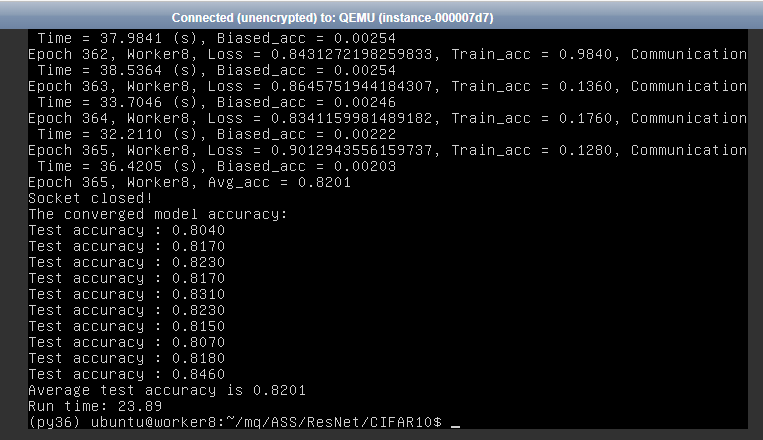 Connected (unencrypted) to: QEMU (instance-000007d7)
Time = 37.9841 (s), Biased_acc = 0.00254
Epoch 362, Worker8, Loss = 0.8431272198259833, Train_acc = 0.9840, Communication
Time = 38.5364 (s), Biased_acc = 0.00254
Epoch 363, Worker8, Loss = 0.8645751944184307, Train_acc = 0.1360, Communication
Time = 33.7046 (s), Biased_acc = 0.00246
Epoch 364, Worker8, Loss = 0.8341159981489182, Train_acc = 0.1760, Communication
Time = 32.2110 (s), Biased_acc = 0.00222
Epoch 365, Worker8, Loss = 0.9012943556159737, Train_acc = 0.1280, Communication
Time = 36.4205 (s), Biased_acc = 0.00203
Epoch 365, Worker8, Avg_acc = 0.8201
Socket closed!
The converged model accuracy:
Test accuracy : 0.8040
Test accuracy : 0.8170
Test accuracy : 0.8230
Test accuracy : 0.8170
Test accuracy : 0.8310
Test accuracy : 0.8230
Test accuracy : 0.8150
Test accuracy : 0.8070
Test accuracy : 0.8180
Test accuracy : 0.8460
Average test accuracy is 0.8201
Run time: 23.89
(py36) ubuntu@worker8:~/mq/ASS/ResNet/CIFAR10$ _